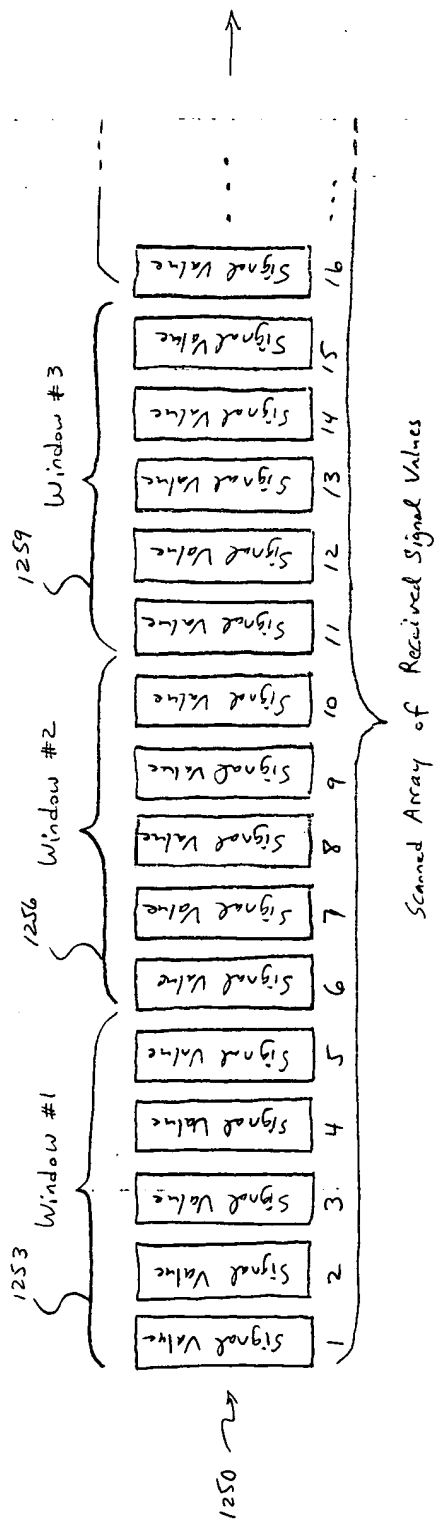 1253 1256 1259
Window #1 Window #2 Window #3
1250
Signal Value Signal Value Signal Value Signal Value Signal Value Signal Value Signal Value Signal Value Signal Value Signal Value Signal Value Signal Value Signal Value Signal Value Signal Value Signal Value ...
1 2 3 4 5 6 7 8 9 10 11 12 13 14 15 16 ...
Scanned Array of Received Signal Values